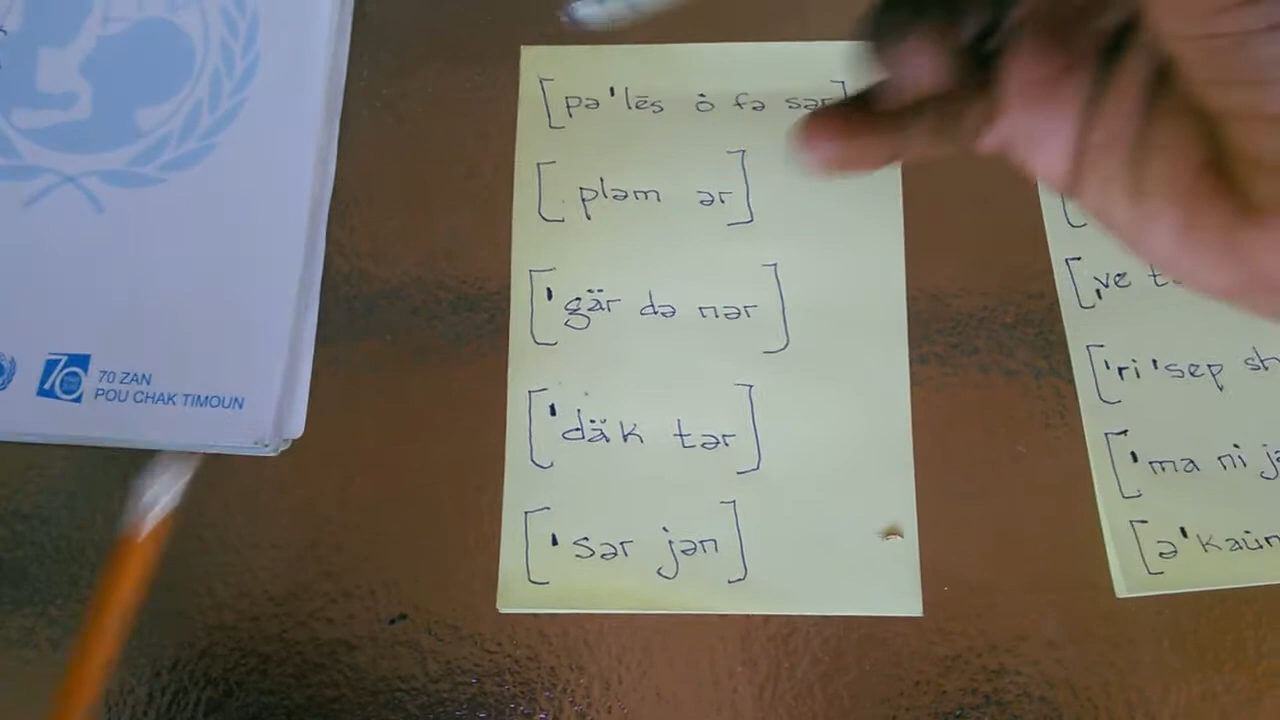 70 ZAN
POU CHAK TIMOUN
[pə'lēs ȯ fə sər]
[pləm ər]
['gär də nər]
['däk tər]
['sər jən]
['ri 'sep
['ma ni